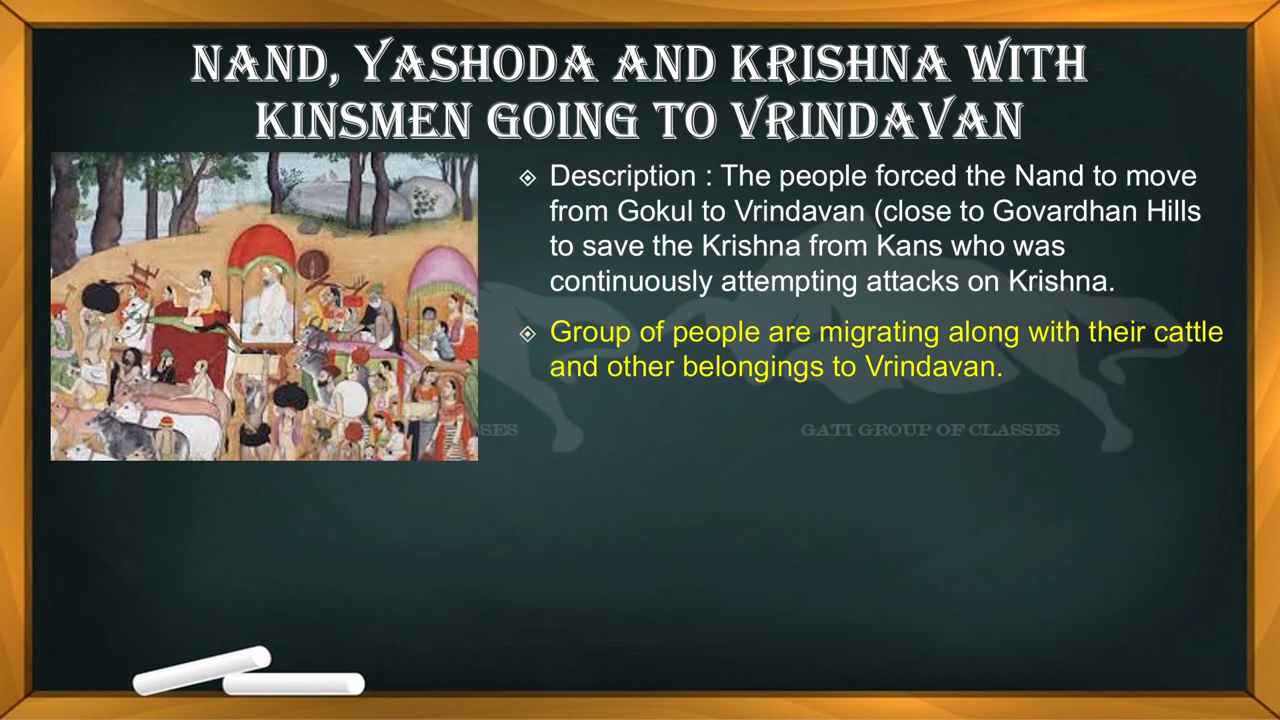 NAND, YASHODA AND KRISHNA WITH
KINSMEN GOING TO VRINDAVAN
Description : The people forced the Nand to move
from Gokul to Vrindavan (close to Govardhan Hills
to save the Krishna from Kans who was
continuously attempting attacks on Krishna.
Group of people are migrating along with their cattle
and other belongings to Vrindavan.
SES GATI GROUP OF CLASSES